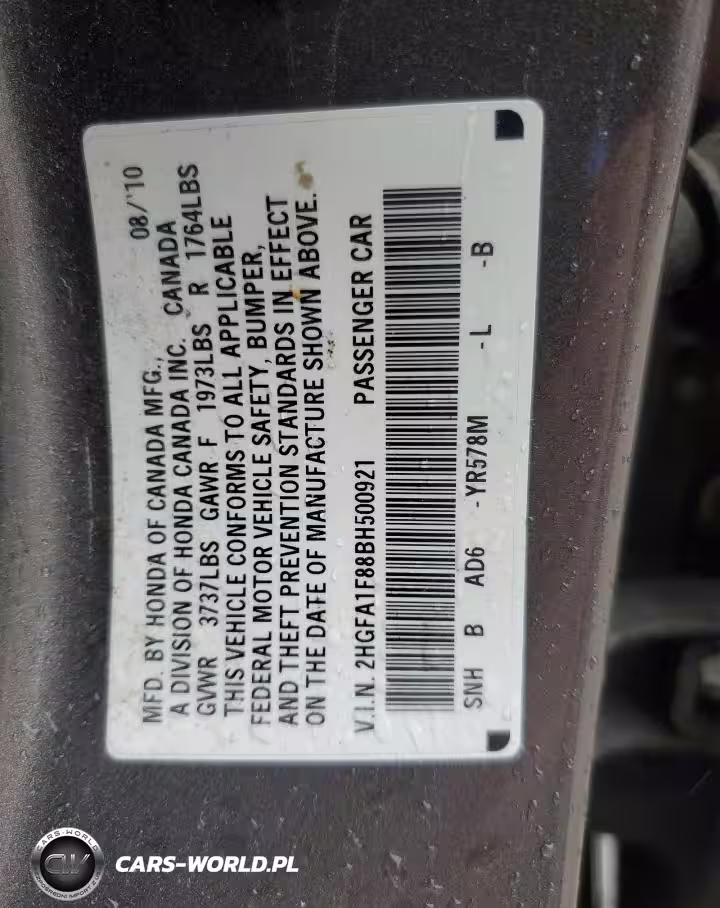 MFD. BY HONDA OF CANADA MFG., 08/'10
A DIVISION OF HONDA CANADA INC. CANADA
GVWR 3737LBS GAWR F 1973LBS R 1764LBS
THIS VEHICLE CONFORMS TO ALL APPLICABLE
FEDERAL MOTOR VEHICLE SAFETY, BUMPER,
AND THEFT PREVENTION STANDARDS IN EFFECT
ON THE DATE OF MANUFACTURE SHOWN ABOVE.
V.I.N. 2HGFA1F88BH500921 PASSENGER CAR
SNH B AD6 -YR578M -L -B
CARS-WORLD
CARS-WORLD.PL